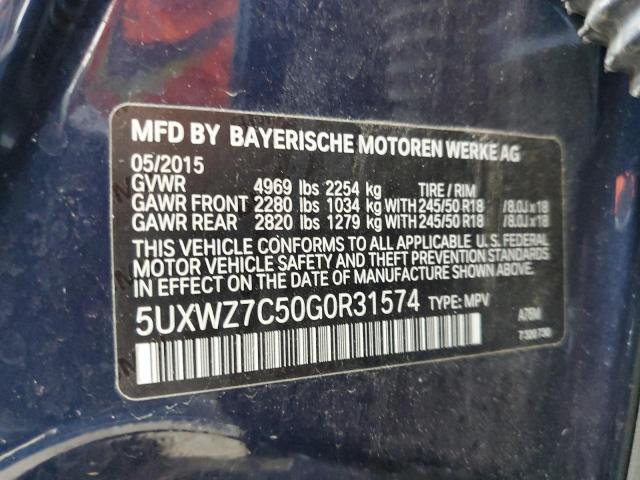 MFD BY BAYERISCHE MOTOREN WERKE AG
05/2015
GVWR 4969 lbs 2254 kg TIRE / RIM
GAWR FRONT 2280 lbs 1034 kg WITH 245/50 R18 /8.0J x 18
GAWR REAR 2820 lbs 1279 kg WITH 245/50 R18 /8.0J x 18
THIS VEHICLE CONFORMS TO ALL APPLICABLE U. S. FEDERAL
MOTOR VEHICLE SAFETY AND THEFT PREVENTION STANDARDS
IN EFFECT ON THE DATE OF MANUFACTURE SHOWN ABOVE.
5UXWZ7C50G0R31574 TYPE: MPV